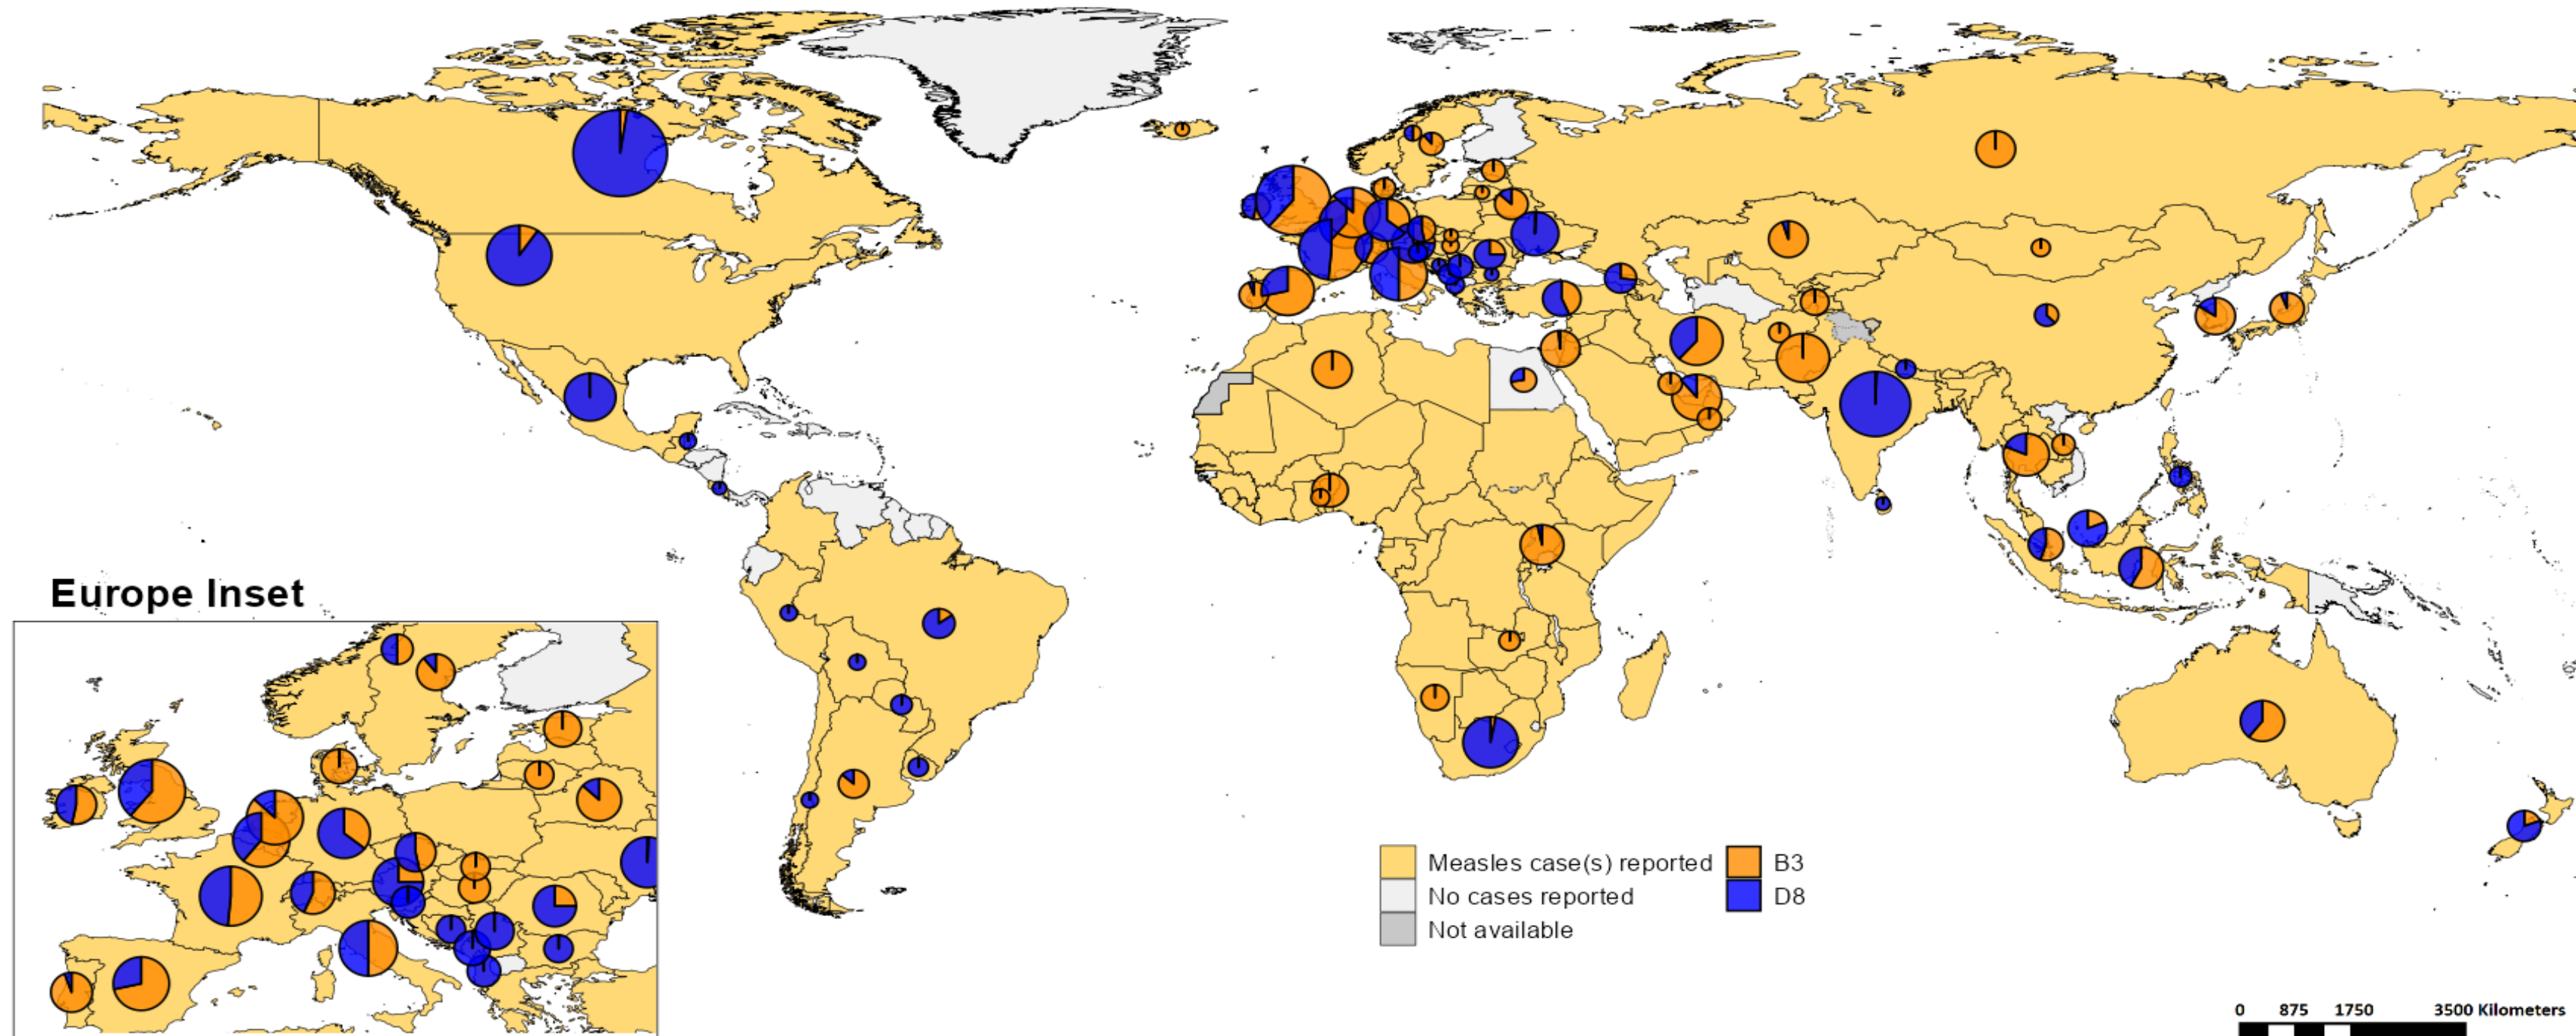 Europe Inset
Measles case(s) reported
No cases reported
Not available
B3
D8
0 875 1750 3500 Kilometers